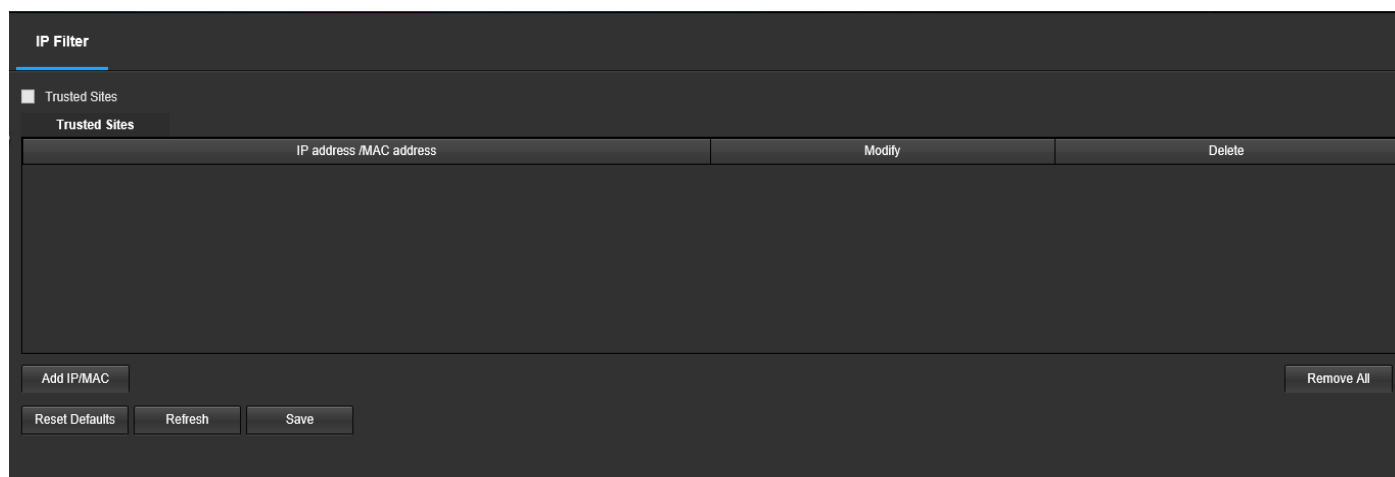 IP Filter
Trusted Sites
Trusted Sites
IP address /MAC address Modify Delete
Add IP/MAC Remove All
Reset Defaults Refresh Save